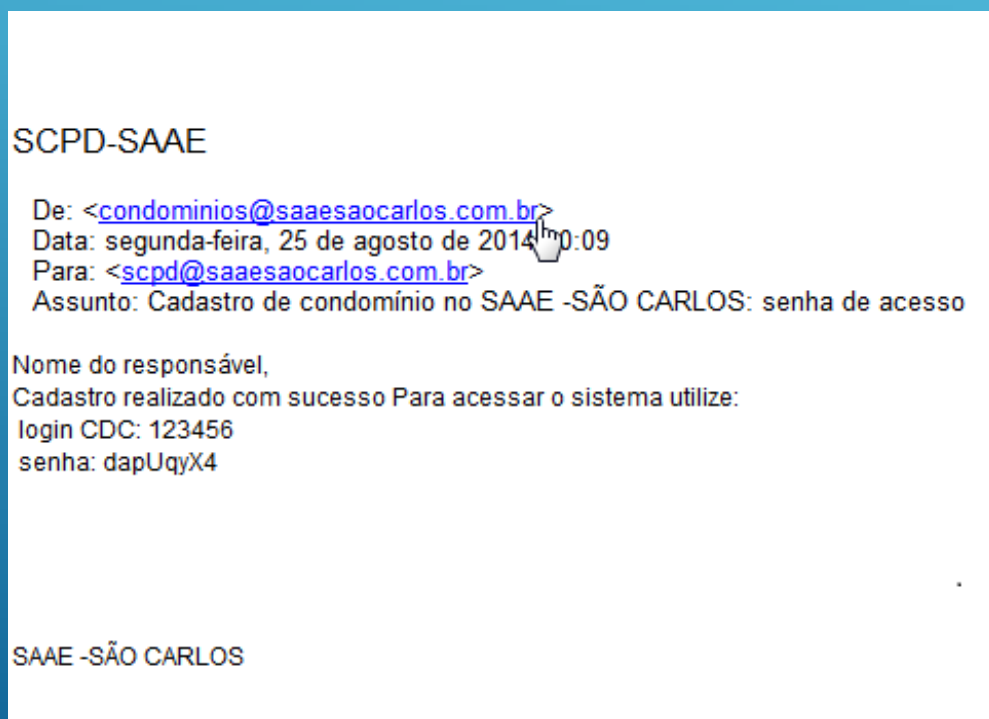 SCPD-SAAE
De: <condominios@saaesaocarlos.com.br>
Data: segunda-feira, 25 de agosto de 2014 0:09
Para: <scpd@saaesaocarlos.com.br>
Assunto: Cadastro de condomínio no SAAE -SÃO CARLOS: senha de acesso
Nome do responsável,
Cadastro realizado com sucesso Para acessar o sistema utilize:
login CDC: 123456
senha: dapUqyX4
.
SAAE -SÃO CARLOS